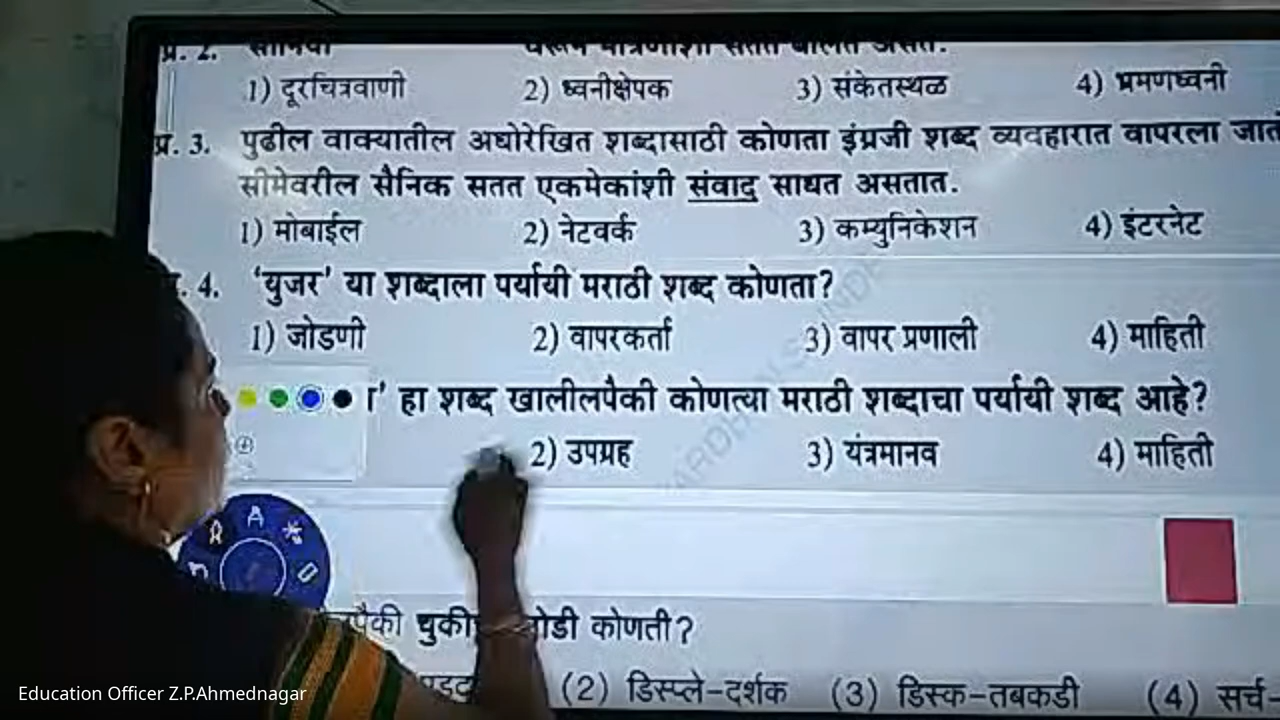 प्र. 2.
1) दूरचित्रवाणी 2) ध्वनीक्षेपक 3) संकेतस्थळ 4) भ्रमणध्वनी
प्र. 3. पुढील वाक्यातील अधोरेखित शब्दासाठी कोणता इंग्रजी शब्द व्यवहारात वापरला
सीमेवरील सैनिक सतत एकमेकांशी संवाद साधत असतात.
1) मोबाईल 2) नेटवर्क 3) कम्युनिकेशन 4) इंटरनेट
4. 'युजर' या शब्दाला पर्यायी मराठी शब्द कोणता?
1) जोडणी 2) वापरकर्ता 3) वापर प्रणाली 4) माहिती
हा शब्द खालीलपैकी कोणत्या मराठी शब्दाचा पर्यायी शब्द आहे?
2) उपग्रह 3) यंत्रमानव 4) माहिती
कोणती?
(2) डिस्प्ले-दर्शक (3) डिस्क-तबकडी (4) सर्च-
Education Officer Z.P.Ahmednagar